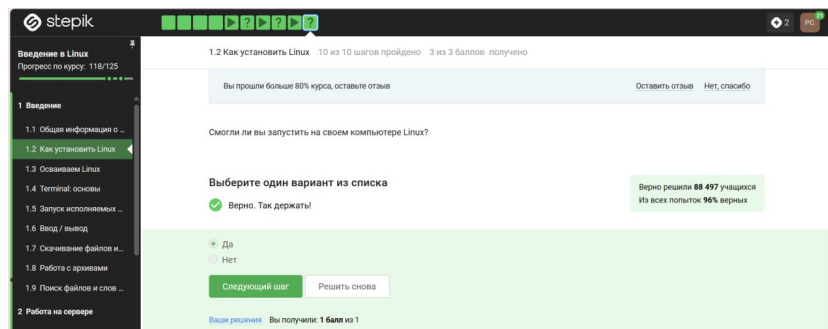 stepik
2
PC
21
Введение в Linux
Прогресс по курсу: 118/125
1 Введение
1.1 Общая информация о ...
1.2 Как установить Linux
1.3 Осваиваем Linux
1.4 Terminal: основы
1.5 Запуск исполняемых ...
1.6 Ввод / вывод
1.7 Скачивание файлов и...
1.8 Работа с архивами
1.9 Поиск файлов и слов ...
2 Работа на сервере
1.2 Как установить Linux 10 из 10 шагов пройдено 3 из 3 баллов получено
Вы прошли больше 80% курса, оставьте отзыв
Оставить отзыв Нет, спасибо
Смогли ли вы запустить на своем компьютере Linux?
Выберите один вариант из списка
Верно. Так держать!
Верно решили 88 497 учащихся
Из всех попыток 96% верных
Да
Нет
Следующий шаг Решить снова
Ваши решения Вы получили: 1 балл из 1